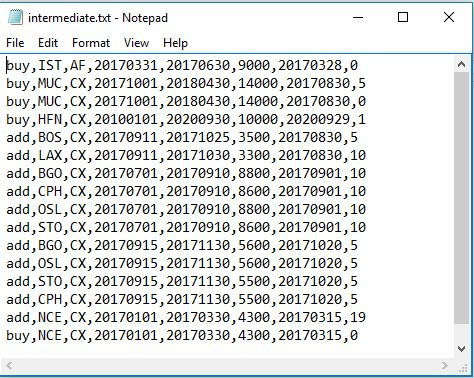 intermediate.txt - Notepad
File Edit Format View Help
buy,IST,AF,20170331,20170630,9000,20170328,0
buy,MUC,CX,20171001,20180430,14000,20170830,5
buy,MUC,CX,20171001,20180430,14000,20170830,0
buy,HFN,CX,20100101,20200930,10000,20200929,1
add,BOS,CX,20170911,20171025,3500,20170830,5
add,LAX,CX,20170911,20171030,3300,20170830,10
add,BGO,CX,20170701,20170910,8800,20170901,10
add,CPH,CX,20170701,20170910,8600,20170901,10
add,OSL,CX,20170701,20170910,8800,20170901,10
add,STO,CX,20170701,20170910,8600,20170901,10
add,BGO,CX,20170915,20171130,5600,20171020,5
add,OSL,CX,20170915,20171130,5600,20171020,5
add,STO,CX,20170915,20171130,5500,20171020,5
add,CPH,CX,20170915,20171130,5500,20171020,5
add,NCE,CX,20170101,20170330,4300,20170315,19
buy,NCE,CX,20170101,20170330,4300,20170315,0